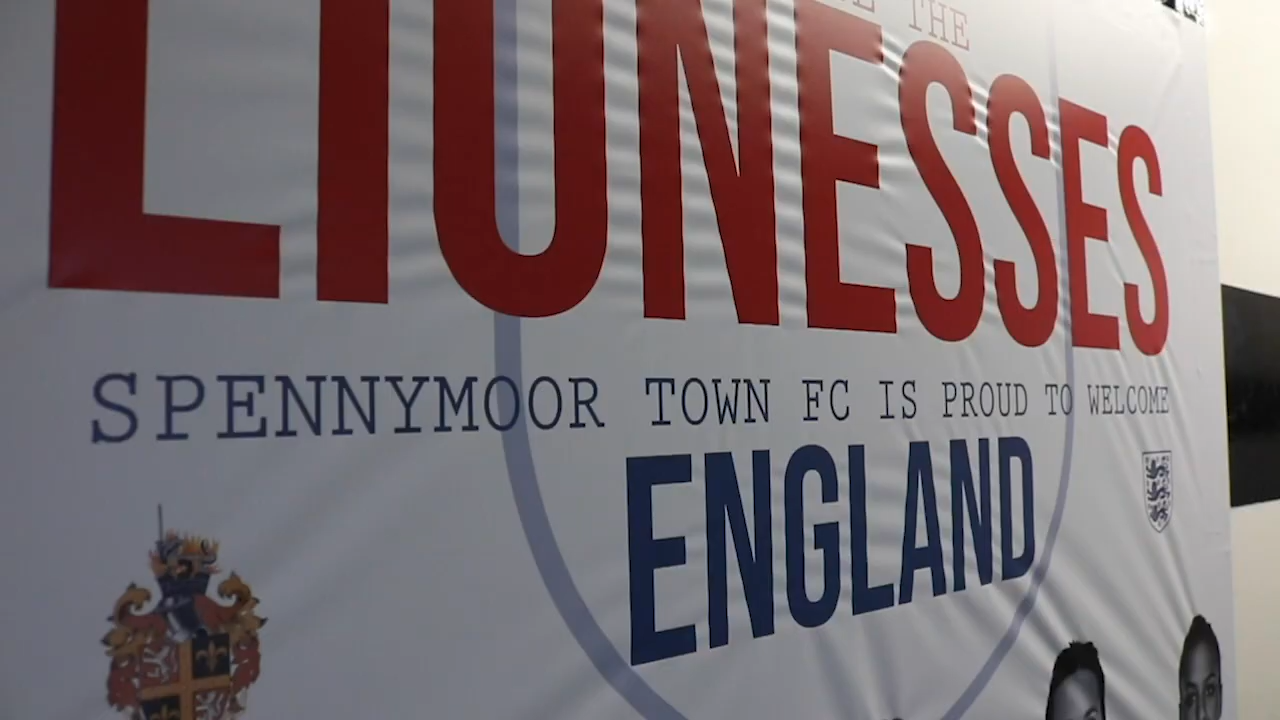 THE
LIONESSES
SPENNYMOOR TOWN FC IS PROUD TO WELCOME
ENGLAND